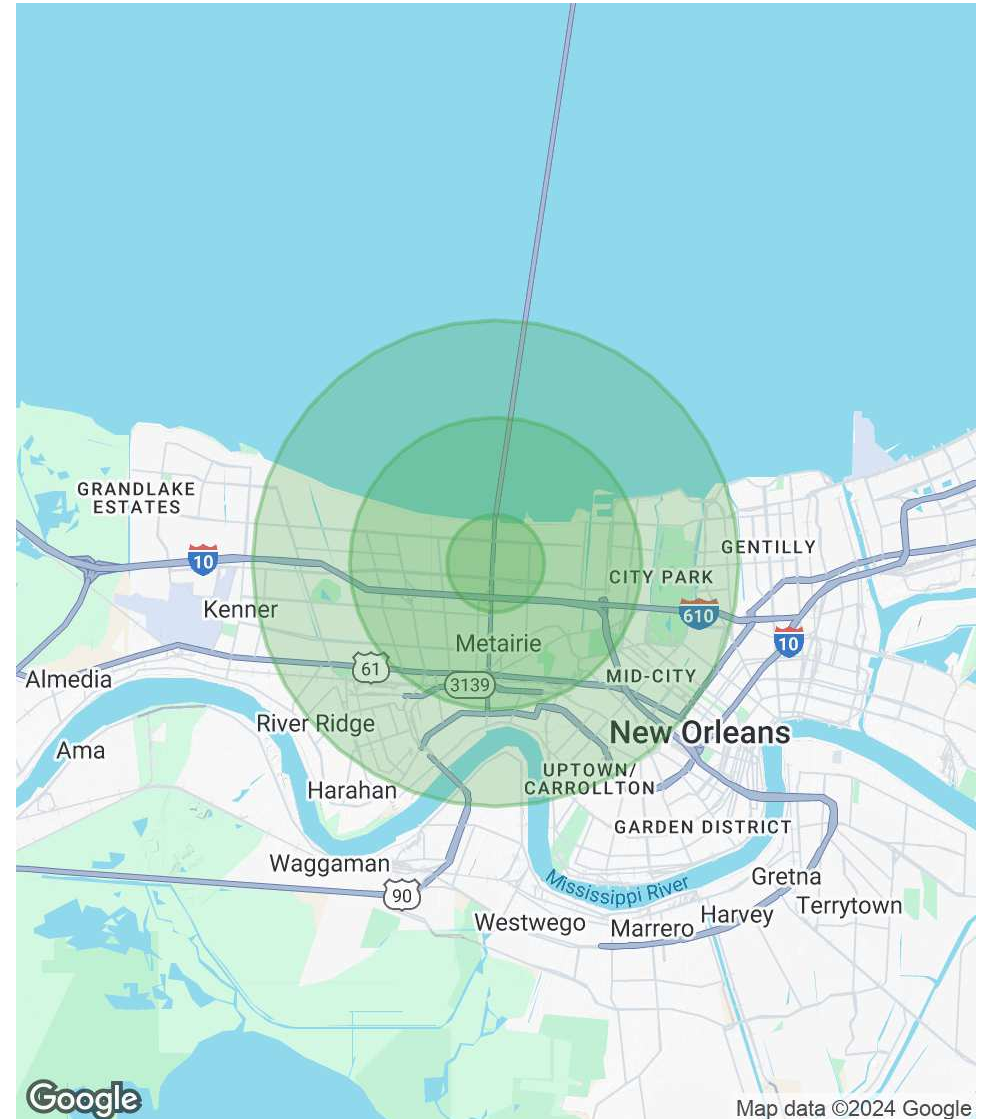 GRANDLAKE
ESTATES
10
GENTILLY
CITY PARK
Kenner
610
10
Metairie
61
3139
MID-CITY
Almedia
River Ridge
New Orleans
Ama
UPTOWN/
CARROLLTON
Harahan
GARDEN DISTRICT
Waggaman
90
Mississippi River
Gretna
Terrytown
Westwego
Marrero
Harvey
Google
Map data ©2024 Google